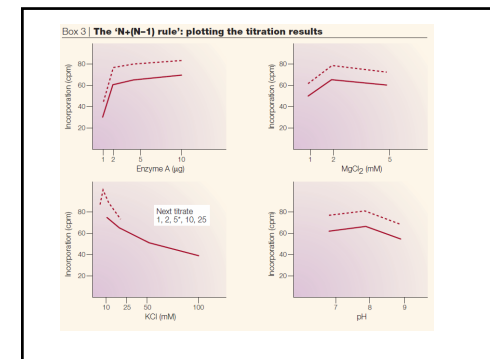 Box 3 | The ‘N+(N–1) rule’: plotting the titration results
Incorporation (cpm)
80
60
40
20
1 2 5 10
Enzyme A (μg)
Incorporation (cpm)
80
60
40
20
1 2 5
MgCl2 (mM)
Incorporation (cpm)
80
60
40
20
Next titrate
1, 2, 5*, 10, 25
10 25 50 100
KCl (mM)
Incorporation (cpm)
80
60
40
20
7 8 9
pH